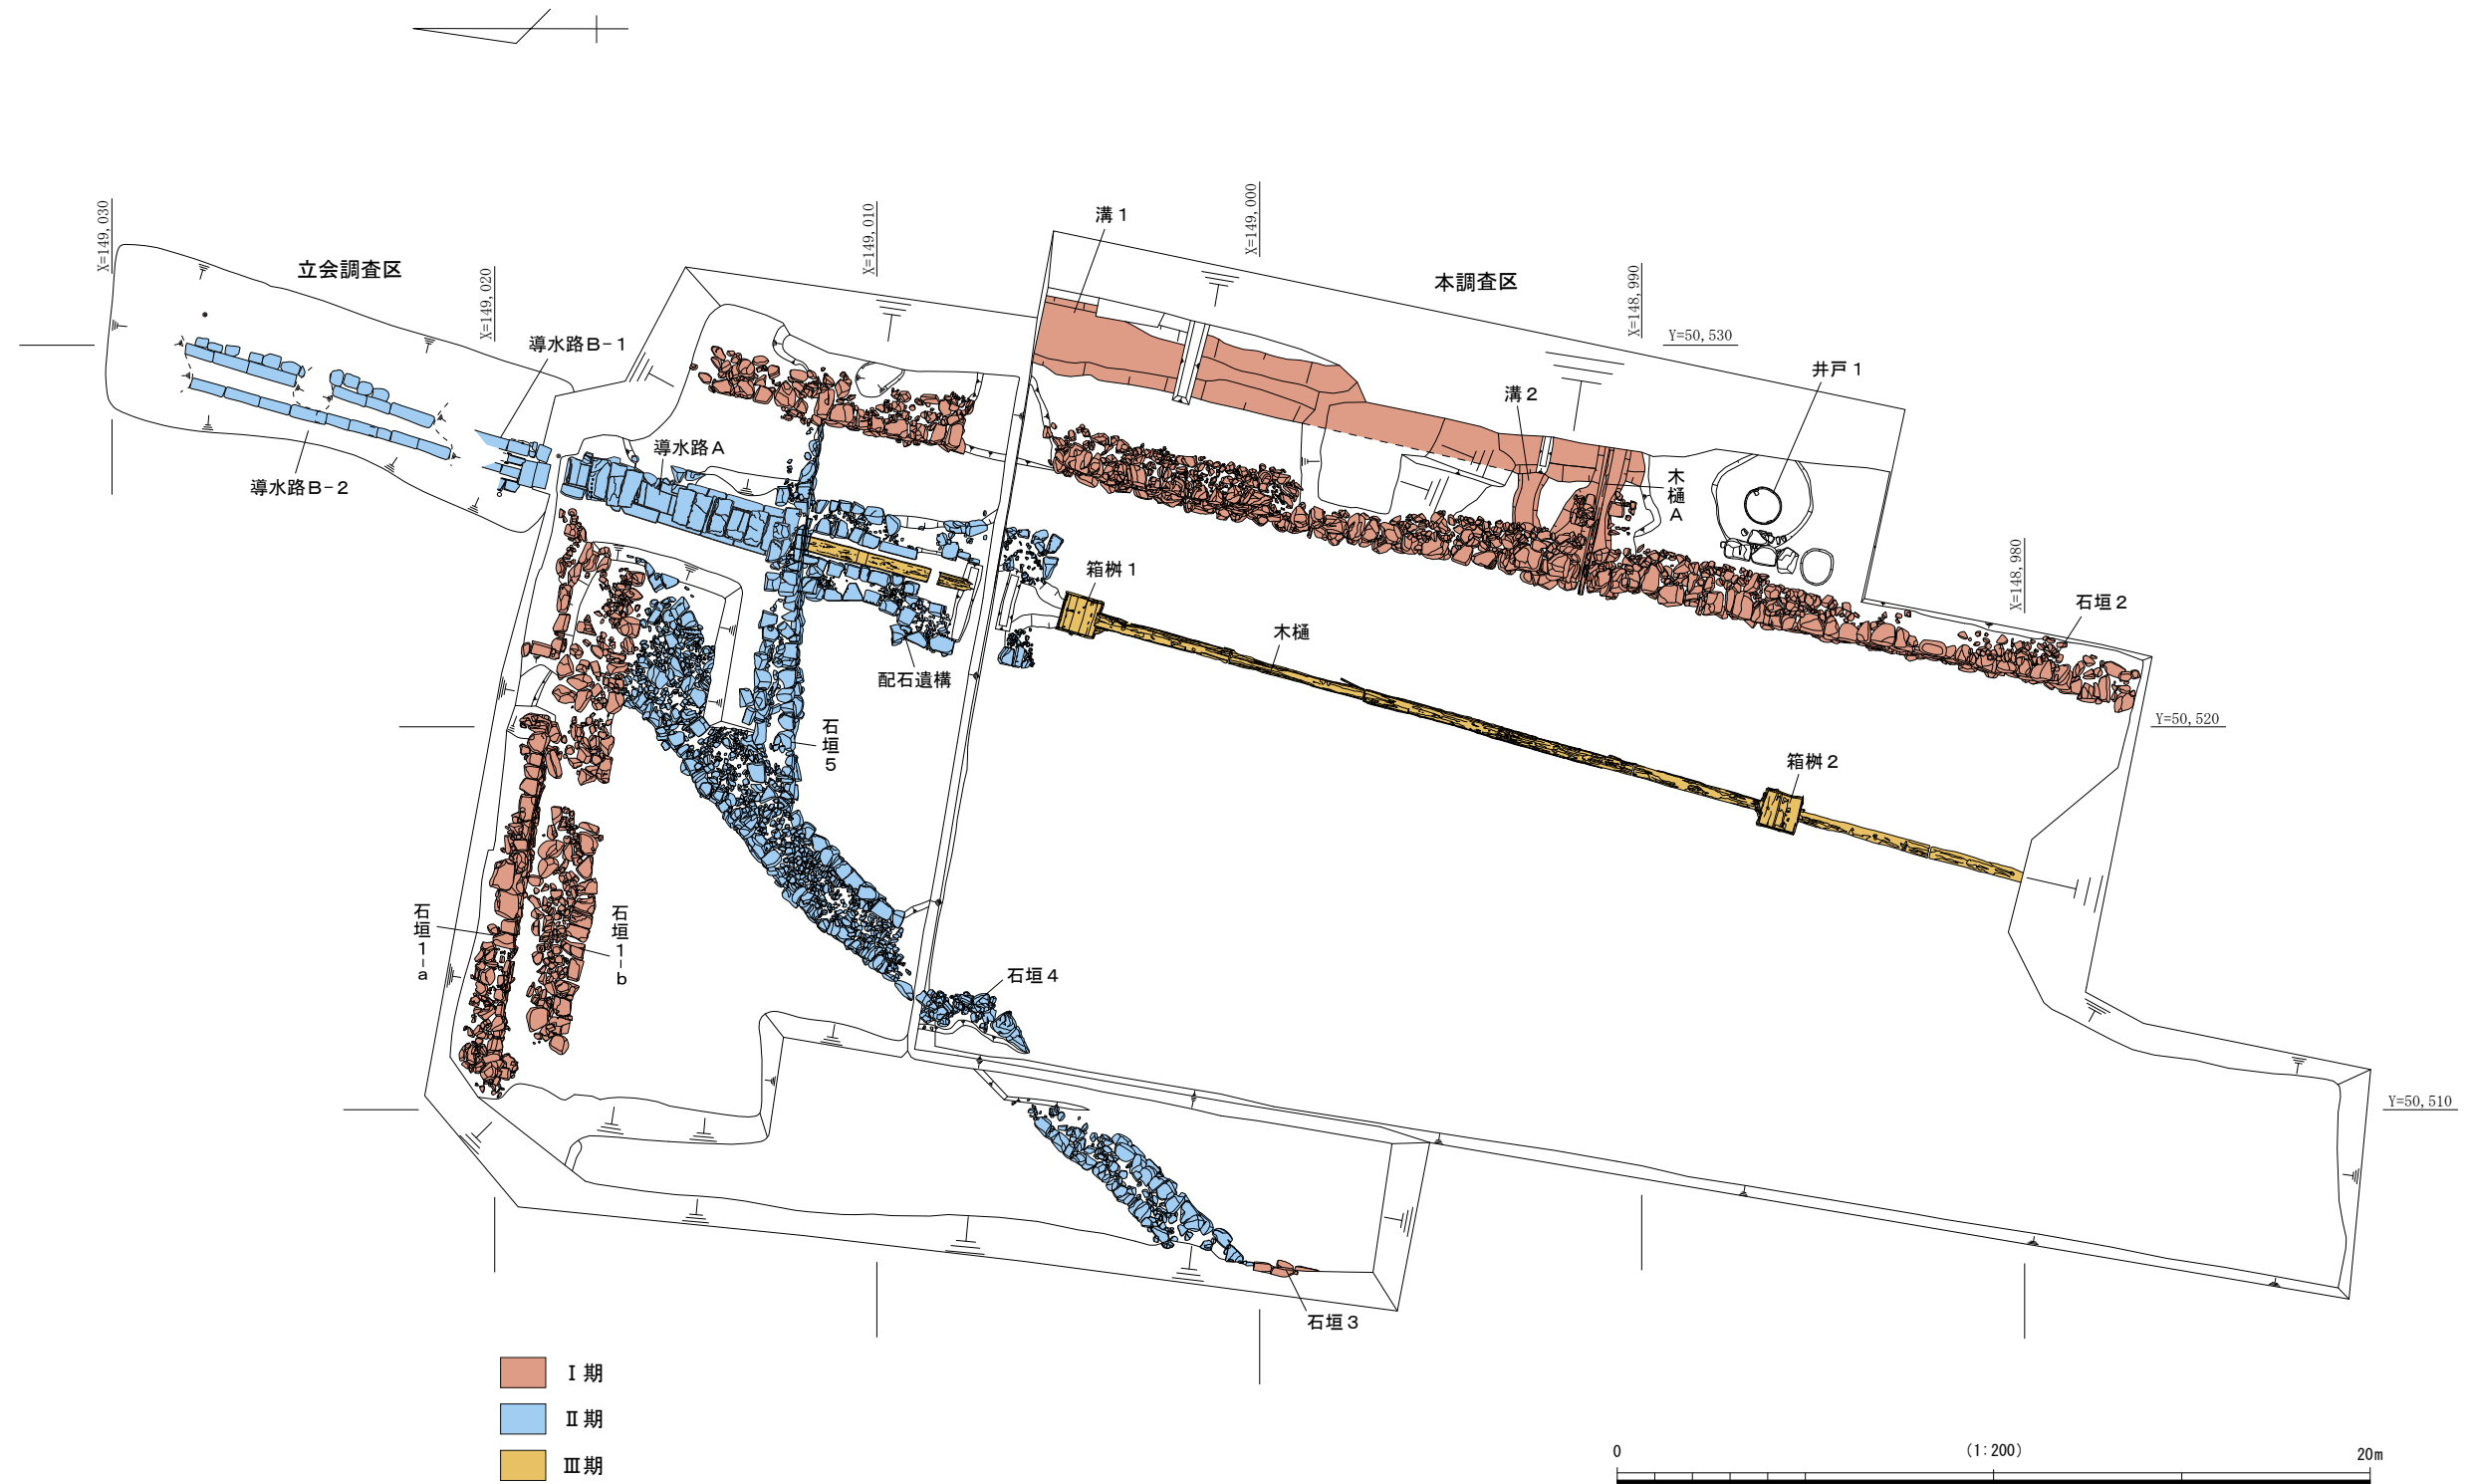 X=149,030
X=149,020
X=149,010
X=149,000
X=148,990
X=148,980
Y=50,530
Y=50,520
Y=50,510
立会調査区
本調査区
溝1
溝2
井戸1
導水路B-1
導水路B-2
導水路A
木樋A
箱桝1
木樋
箱桝2
石垣2
配石遺構
石垣5
石垣1-a
石垣1-b
石垣4
石垣3
Ⅰ期
Ⅱ期
Ⅲ期
0 (1:200) 20m